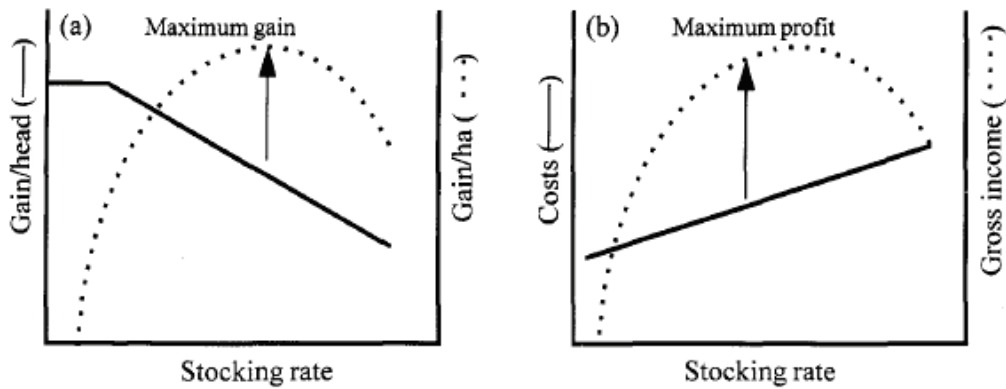 (a)
Maximum gain
Gain/head (——)
Gain/ha ( · · · )
Stocking rate
(b)
Maximum profit
Costs (——)
Gross income ( · · · · )
Stocking rate